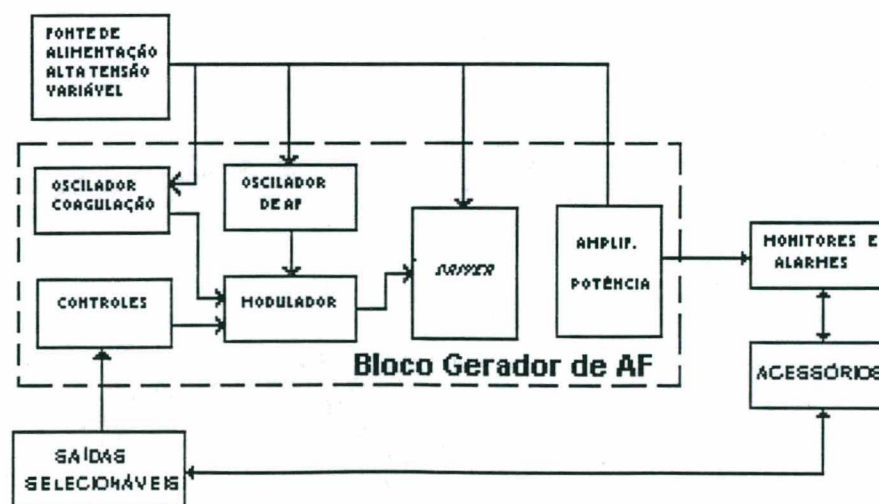 FONTE DE
ALIMENTAÇÃO
ALTA TENSÃO
VARIÁVEL
OSCILADOR
COAGULAÇÃO
OSCILADOR
DE AF
DRIVER
AMPLIF.
POTÊNCIA
MONITORES E
ALARMES
CONTROLES
MODULADOR
Bloco Gerador de AF
ACESSÓRIOS
SAÍDAS
SELECIONÁVEIS